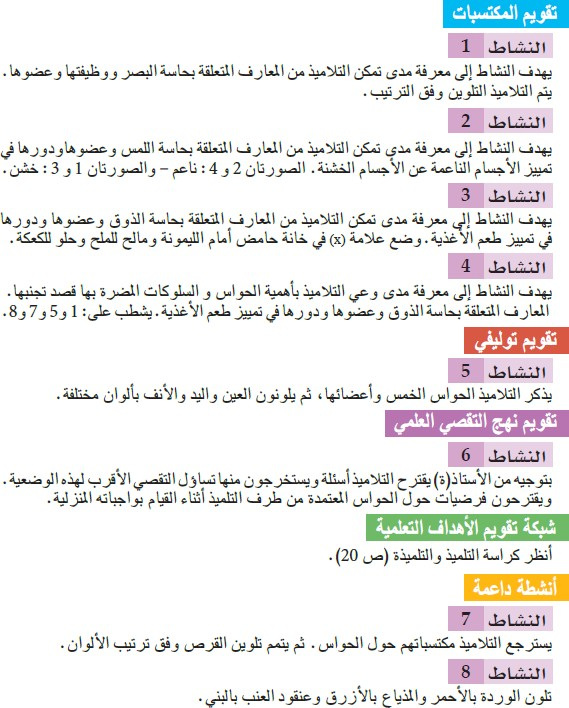 تقويم المكتسبات
النشاط 1
يهدف النشاط إلى معرفة مدى تمكن التلاميذ من المعارف المتعلقة بحاسة البصر ووظيفتها وعضوها.
يتم التلاميذ التلوين وفق الترتيب.
النشاط 2
يهدف النشاط إلى معرفة مدى تمكن التلاميذ من المعارف المتعلقة بحاسة اللمس وعضوها ودورها في
تمييز الأجسام الناعمة عن الأجسام الخشنة. الصورتان 2 و 4: ناعم – والصورتان 1 و 3: خشن.
النشاط 3
يهدف النشاط إلى معرفة مدى تمكن التلاميذ من المعارف المتعلقة بحاسة الذوق وعضوها ودورها
في تمييز طعم الأغذية. وضع علامة (x) في خانة حامض أمام الليمونة ومالح للملح وحلو للكعكة.
النشاط 4
يهدف النشاط إلى معرفة مدى وعي التلاميذ بأهمية الحواس و السلوكات المضرة بها قصد تجنبها.
المعارف المتعلقة بحاسة الذوق وعضوها ودورها في تمييز طعم الأغذية. يشطب على: 1 و 5 و 7 و 8.
تقويم توليفي
النشاط 5
يذكر التلاميذ الحواس الخمس وأعضائها، ثم يلونون العين واليد والأنف بألوان مختلفة.
تقويم نهج التقصي العلمي
النشاط 6
بتوجيه من الأستاذ(ة) يقترح التلاميذ أسئلة ويستخرجون منها تساؤل التقصي الأقرب لهذه الوضعية.
ويقترحون فرضيات حول الحواس المعتمدة من طرف التلميذ أثناء القيام بواجباته المنزلية.
شبكة تقويم الأهداف التعلمية
أنظر كراسة التلميذ والتلميذة (ص 20).
أنشطة داعمة
النشاط 7
يسترجع التلاميذ مكتسباتهم حول الحواس. ثم يتمم تلوين القرص وفق ترتيب الألوان.
النشاط 8
تلون الوردة بالأحمر والمذياع بالأزرق وعنقود العنب بالبني.